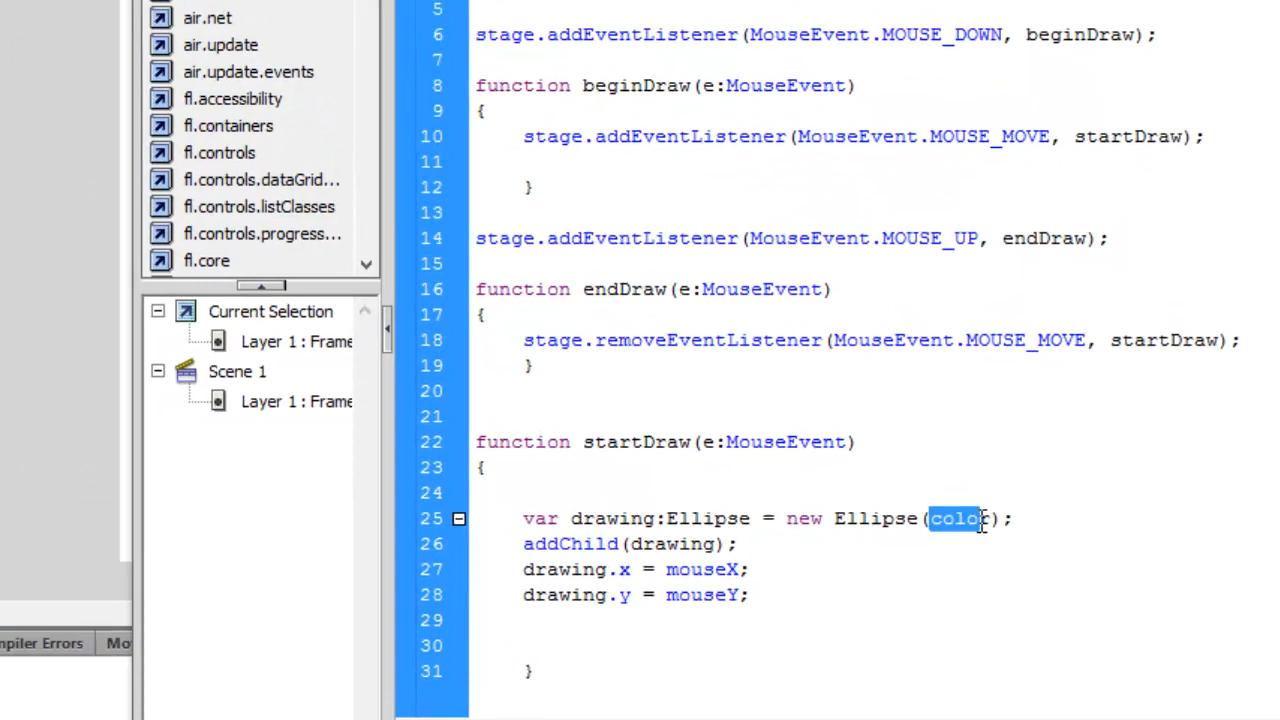 air.net
air.update
air.update.events
fl.accessibility
fl.containers
fl.controls
fl.controls.dataGrid...
fl.controls.listClasses
fl.controls.progress...
fl.core
Current Selection
Layer 1 : Frame
Scene 1
Layer 1 : Frame
mpiler Errors
Mo
5
6 stage.addEventListener(MouseEvent.MOUSE_DOWN, beginDraw);
7
8 function beginDraw(e:MouseEvent)
9 {
10 stage.addEventListener(MouseEvent.MOUSE_MOVE, startDraw);
11
12 }
13
14 stage.addEventListener(MouseEvent.MOUSE_UP, endDraw);
15
16 function endDraw(e:MouseEvent)
17 {
18 stage.removeEventListener(MouseEvent.MOUSE_MOVE, startDraw);
19 }
20
21
22 function startDraw(e:MouseEvent)
23 {
24
25 var drawing:Ellipse = new Ellipse(color);
26 addChild(drawing);
27 drawing.x = mouseX;
28 drawing.y = mouseY;
29
30
31 }